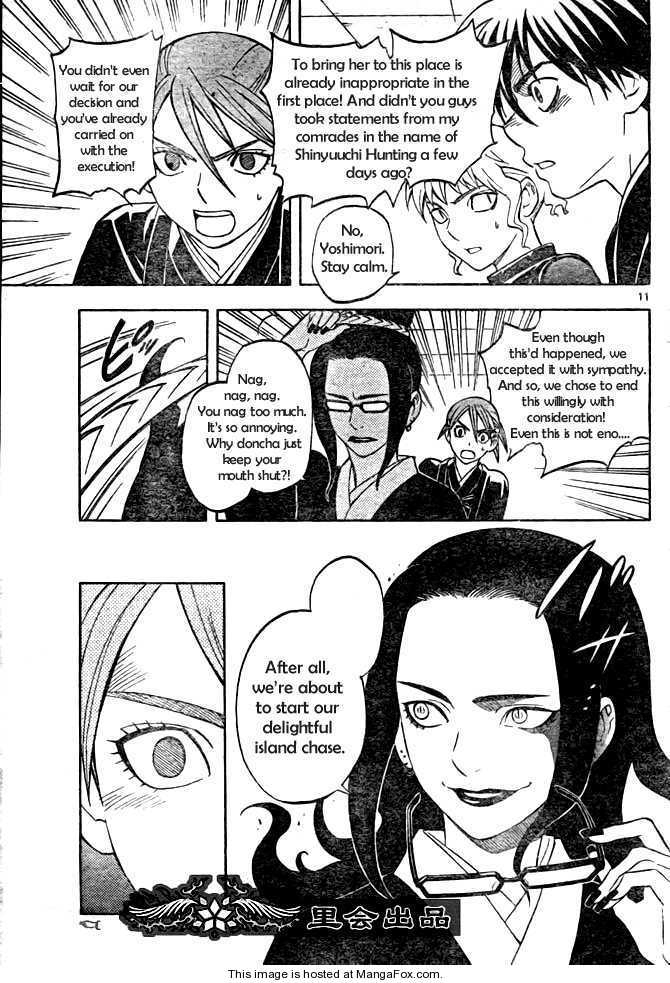 To bring her to this place is
already inappropriate in the
first place! And didn't you guys
took statements from my
comrades in the name of
Shinyuuchi Hunting a few
days ago?
No,
Yoshimori.
Stay calm.
You didn't even
wait for our
decision and
you've already
carried on
with the
execution!
11
Even though
this'd happened, we
accepted it with sympathy.
And so, we chose to end
this willingly with
consideration!
Even this is not eno....
Nag,
nag, nag.
You nag too much.
It's so annoying.
Why doncha just
keep your
mouth shut?!
ピッ
After all,
we're about
to start our
delightful
island chase.
里会出品
This image is hosted at MangaFox.com.